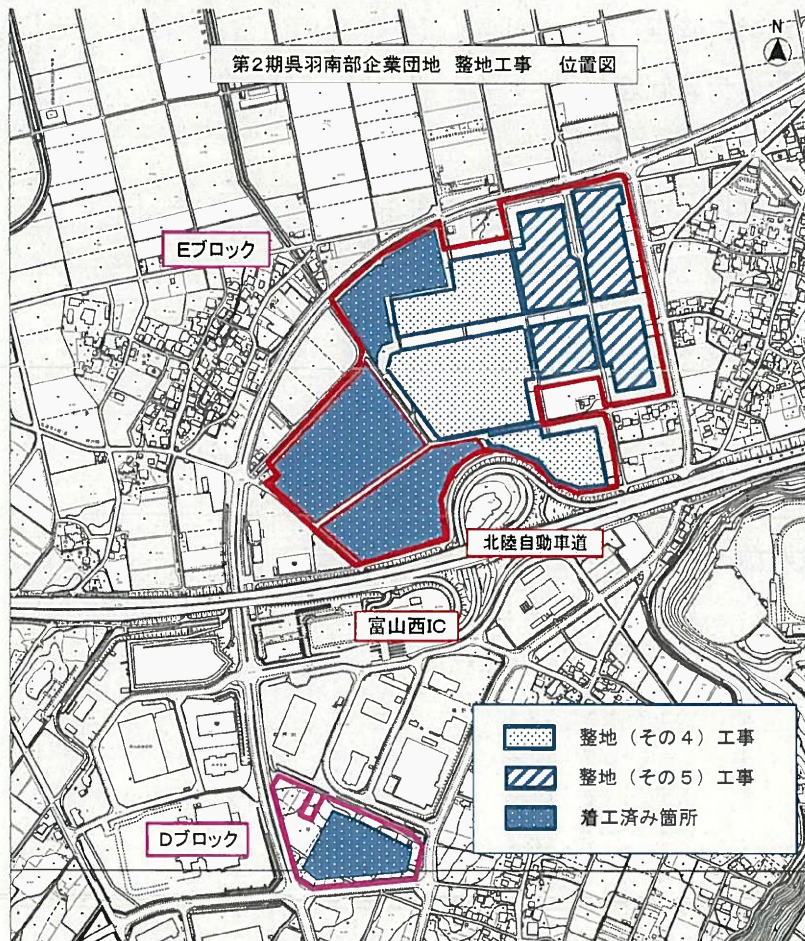 N
第2期呉羽南部企業団地 整地工事 位置図
Eブロック
北陸自動車道
富山西IC
整地（その4）工事
整地（その5）工事
着工済み箇所
Dブロック